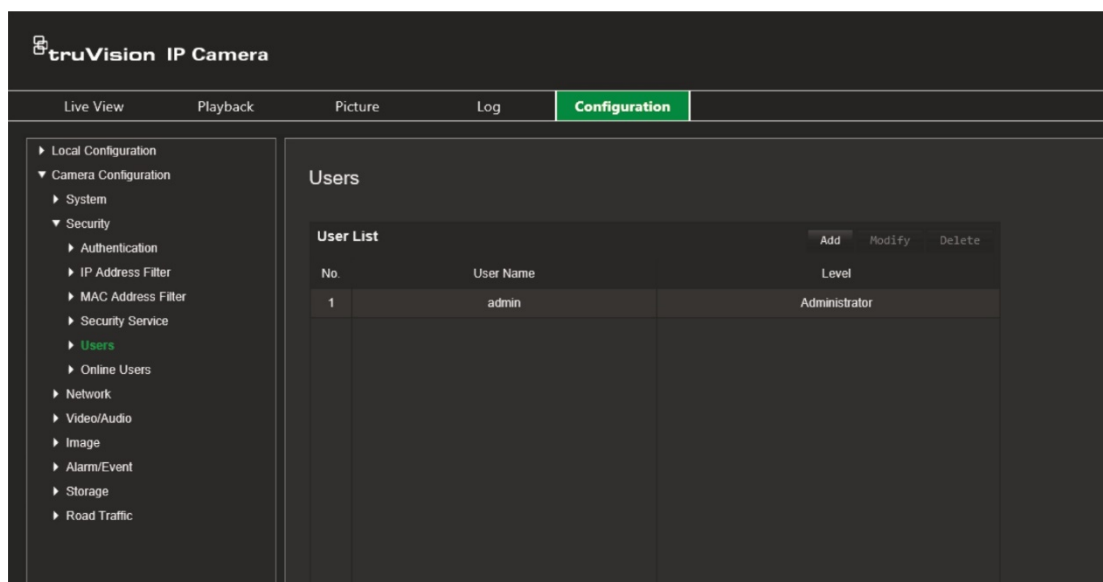 truVision IP Camera
Live View Playback Picture Log Configuration
Local Configuration
Camera Configuration
System
Security
Authentication
IP Address Filter
MAC Address Filter
Security Service
Users
Online Users
Network
Video/Audio
Image
Alarm/Event
Storage
Road Traffic
Users
User List Add Modify Delete
No. User Name Level
1 admin Administrator